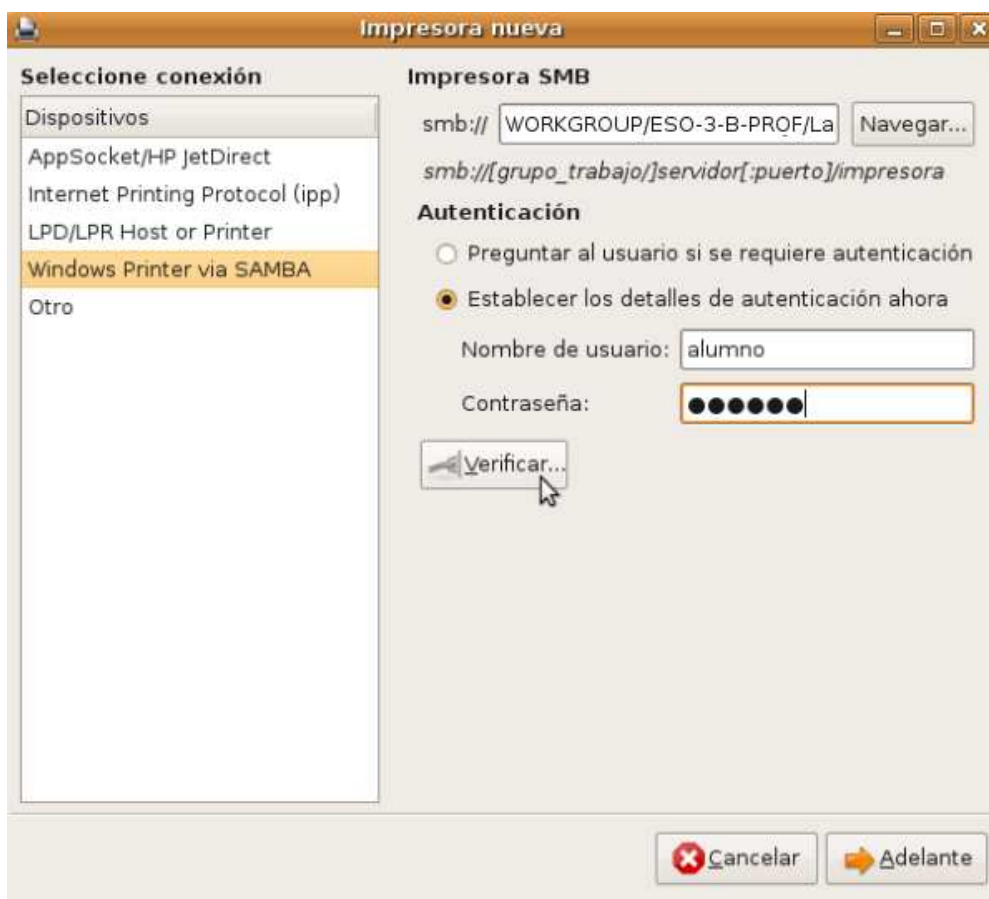 Impresora nueva
Seleccione conexión
Dispositivos
AppSocket/HP JetDirect
Internet Printing Protocol (ipp)
LPD/LPR Host or Printer
Windows Printer via SAMBA
Otro
Impresora SMB
smb:// WORKGROUP/ESO-3-B-PROF/La Navegar...
smb://[grupo_trabajo/]servidor[:puerto]/impresora
Autenticación
Preguntar al usuario si se requiere autenticación
Establecer los detalles de autenticación ahora
Nombre de usuario: alumno
Contraseña: ●●●●●●
Verificar...
Cancelar Adelante